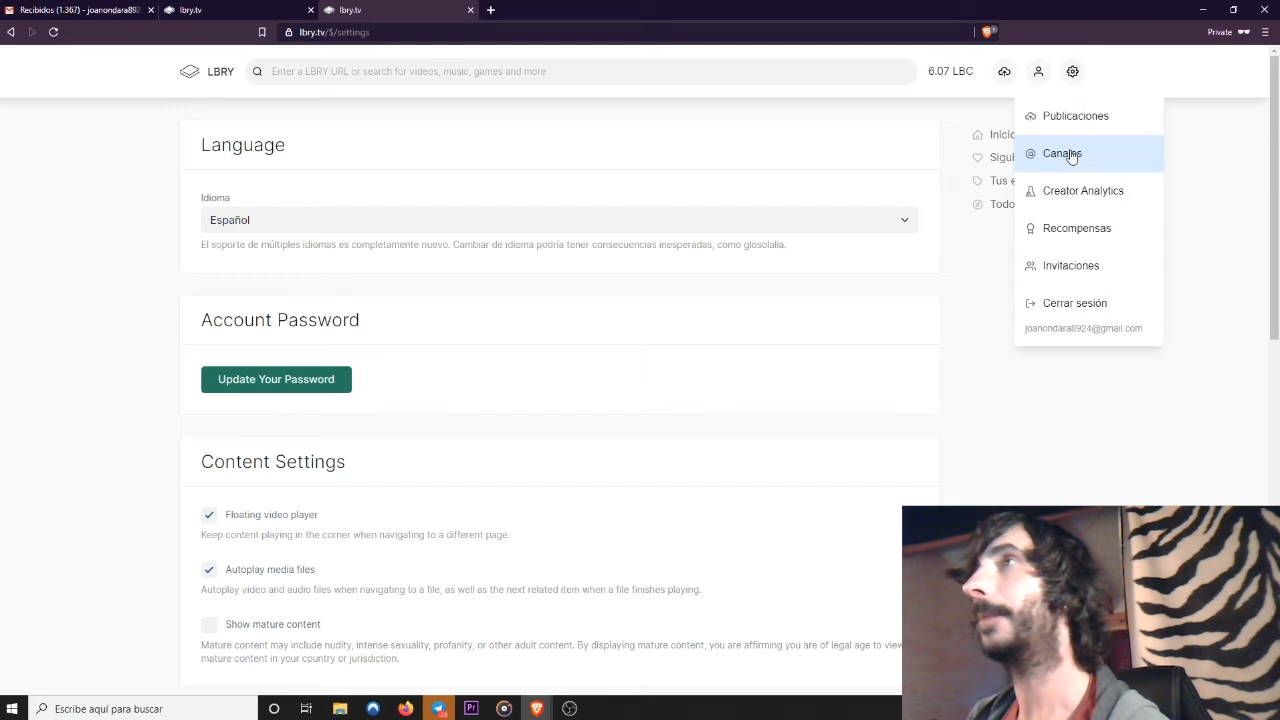 Recibidos (1.367) - joanondara892
lbry.tv
lbry.tv
lbry.tv/$/settings
Private
LBRY
Enter a LBRY URL or search for videos, music, games and more
6.07 LBC
Language
Idioma
Español
El soporte de múltiples idiomas es completamente nuevo. Cambiar de idioma podría tener consecuencias inesperadas, como glosolalia.
Account Password
Update Your Password
Content Settings
Floating video player
Keep content playing in the corner when navigating to a different page.
Autoplay media files
Autoplay video and audio files when navigating to a file, as well as the next related item when a file finishes playing.
Show mature content
Mature content may include nudity, intense sexuality, profanity, or other adult content. By displaying mature content, you are affirming you are of legal age to view
mature content in your country or jurisdiction.
Inicio
Sigui
Tus e
Todo
Publicaciones
Canales
Creator Analytics
Recompensas
Invitaciones
Cerrar sesión
joanondara8924@gmail.com
Escribe aquí para buscar